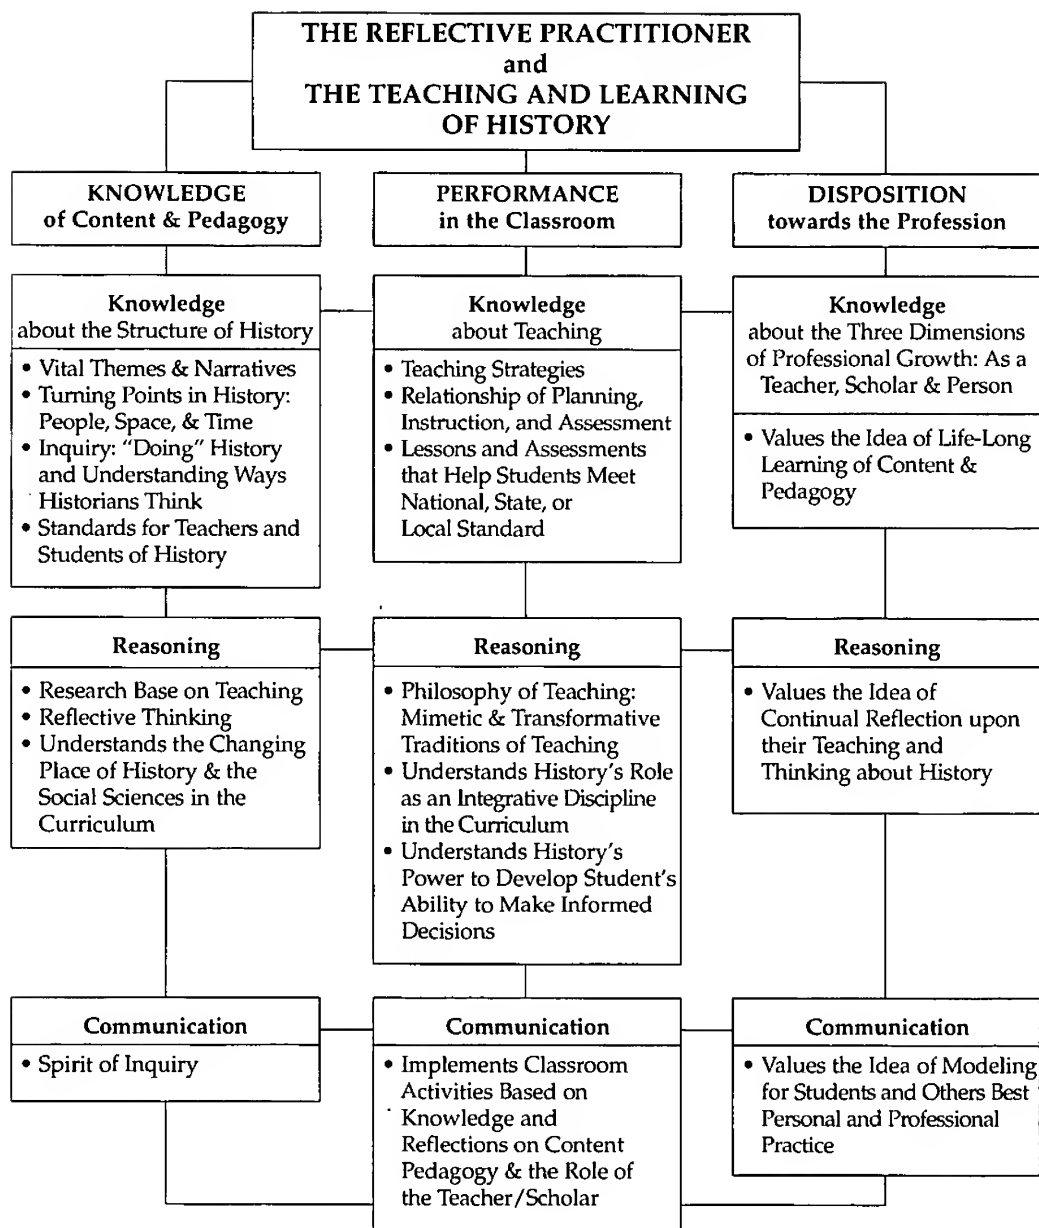 THE REFLECTIVE PRACTITIONER
and
THE TEACHING AND LEARNING
OF HISTORY
KNOWLEDGE
of Content & Pedagogy
PERFORMANCE
in the Classroom
DISPOSITION
towards the Profession
Knowledge
about the Structure of History
• Vital Themes & Narratives
• Turning Points in History:
People, Space, & Time
• Inquiry: "Doing" History
and Understanding Ways
Historians Think
• Standards for Teachers and
Students of History
Knowledge
about Teaching
• Teaching Strategies
• Relationship of Planning,
Instruction, and Assessment
• Lessons and Assessments
that Help Students Meet
National, State, or
Local Standard
Knowledge
about the Three Dimensions
of Professional Growth: As a
Teacher, Scholar & Person
• Values the Idea of Life-Long
Learning of Content &
Pedagogy
Reasoning
• Research Base on Teaching
• Reflective Thinking
• Understands the Changing
Place of History & the
Social Sciences in the
Curriculum
Reasoning
• Philosophy of Teaching:
Mimetic & Transformative
Traditions of Teaching
• Understands History's Role
as an Integrative Discipline
in the Curriculum
• Understands History's
Power to Develop Student's
Ability to Make Informed
Decisions
Reasoning
• Values the Idea of
Continual Reflection upon
their Teaching and
Thinking about History
Communication
• Spirit of Inquiry
Communication
• Implements Classroom
Activities Based on
Knowledge and
Reflections on Content
Pedagogy & the Role of
the Teacher/Scholar
Communication
• Values the Idea of Modeling
for Students and Others Best
Personal and Professional
Practice